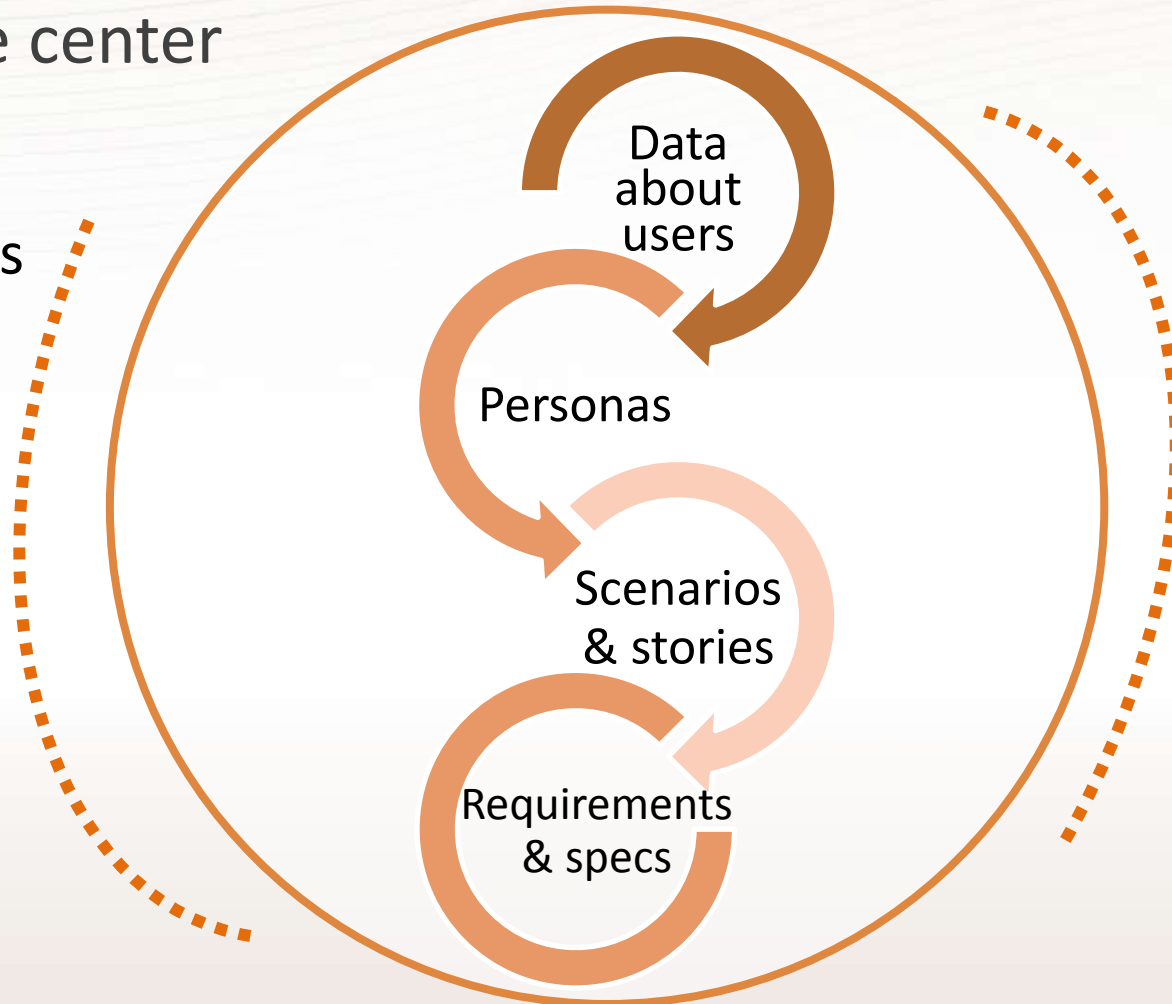 e center
s
Data
about
users
Personas
Scenarios
& stories
Requirements
& specs